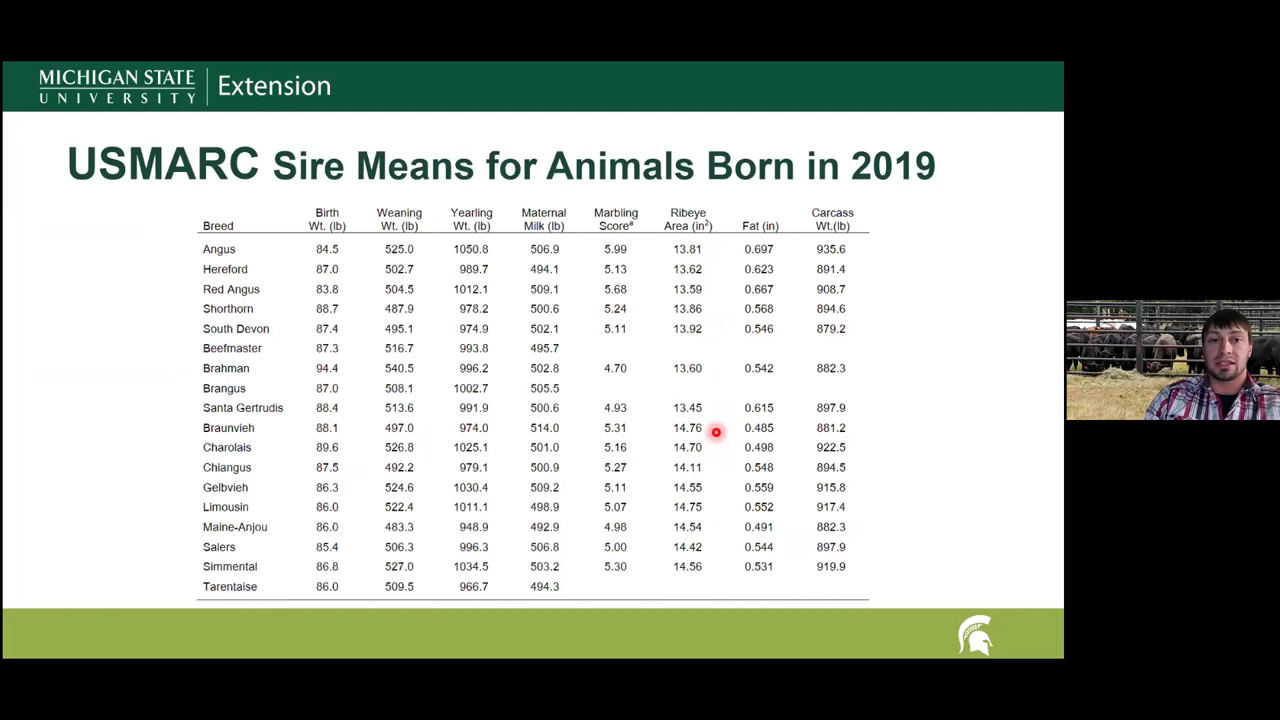 MICHIGAN STATE
UNIVERSITY
Extension
USMARC Sire Means for Animals Born in 2019
Breed Birth Wt. (lb) Weaning Wt. (lb) Yearling Wt. (lb) Maternal Milk (lb) Marbling Scoreª Ribeye Area (in²) Fat (in) Carcass Wt.(lb)
Angus 84.5 525.0 1050.8 506.9 5.99 13.81 0.697 935.6
Hereford 87.0 502.7 989.7 494.1 5.13 13.62 0.623 891.4
Red Angus 83.8 504.5 1012.1 509.1 5.68 13.59 0.667 908.7
Shorthorn 88.7 487.9 978.2 500.6 5.24 13.86 0.568 894.6
South Devon 87.4 495.1 974.9 502.1 5.11 13.92 0.546 879.2
Beefmaster 87.3 516.7 993.8 495.7
Brahman 94.4 540.5 996.2 502.8 4.70 13.60 0.542 882.3
Brangus 87.0 508.1 1002.7 505.5
Santa Gertrudis 88.4 513.6 991.9 500.6 4.93 13.45 0.615 897.9
Braunvieh 88.1 497.0 974.0 514.0 5.31 14.76 0.485 881.2
Charolais 89.6 526.8 1025.1 501.0 5.16 14.70 0.498 922.5
Chiangus 87.5 492.2 979.1 500.9 5.27 14.11 0.548 894.5
Gelbvieh 86.3 524.6 1030.4 509.2 5.11 14.55 0.559 915.8
Limousin 86.0 522.4 1011.1 498.9 5.07 14.75 0.552 917.4
Maine-Anjou 86.0 483.3 948.9 492.9 4.98 14.54 0.491 882.3
Salers 85.4 506.3 996.3 506.8 5.00 14.42 0.544 897.9
Simmental 86.8 527.0 1034.5 503.2 5.30 14.56 0.531 919.9
Tarentaise 86.0 509.5 966.7 494.3